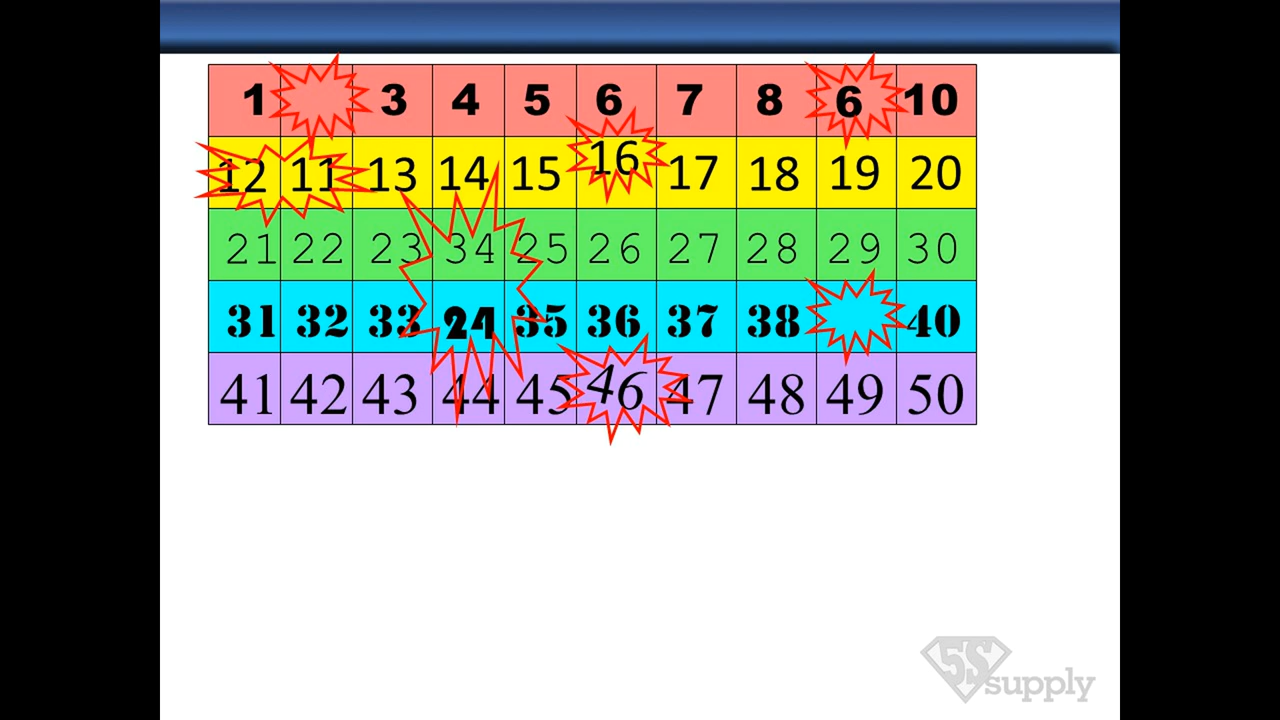 1 3 4 5 6 7 8 6 10
12 11 13 14 15 16 17 18 19 20
21 22 23 34 25 26 27 28 29 30
31 32 33 24 35 36 37 38 40
41 42 43 44 45 46 47 48 49 50
5S
supply